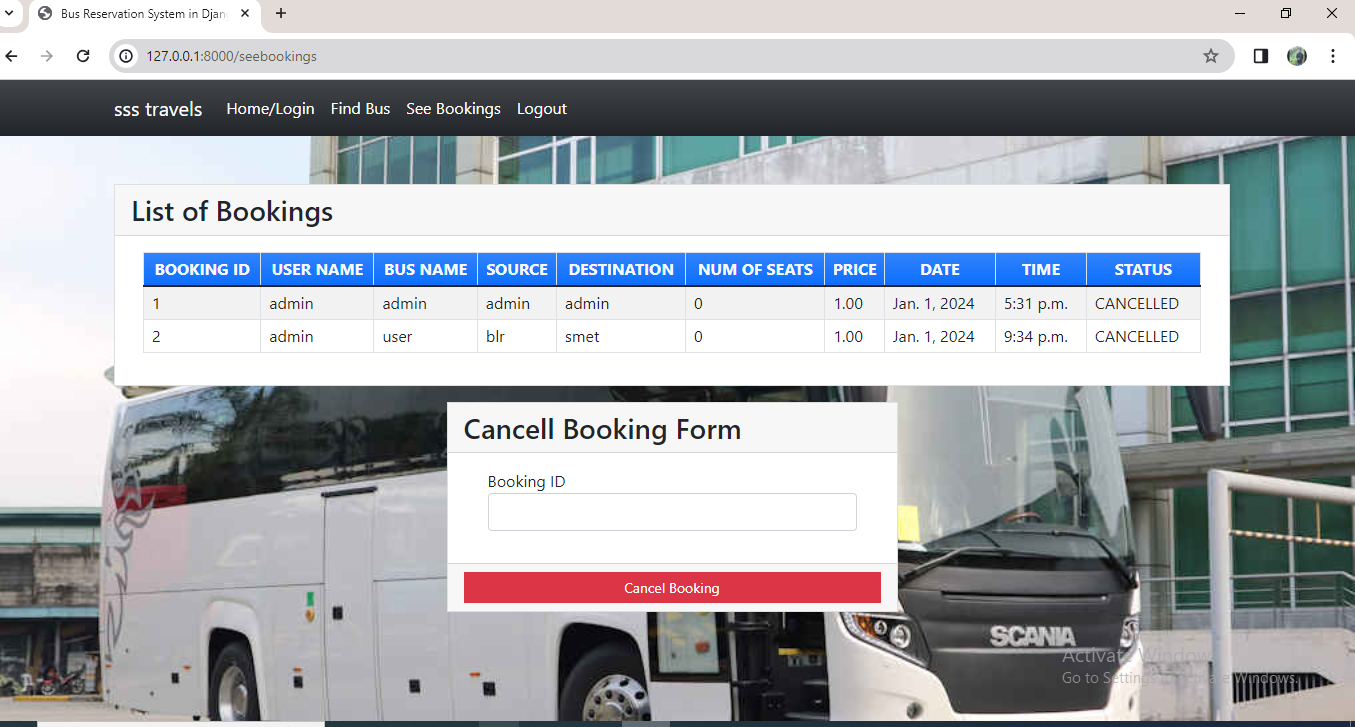 Bus Reservation System in Djan
127.0.0.1:8000/seebookings
sss travels Home/Login Find Bus See Bookings Logout
List of Bookings
BOOKING ID USER NAME BUS NAME SOURCE DESTINATION NUM OF SEATS PRICE DATE TIME STATUS
1 admin admin admin admin 0 1.00 Jan. 1, 2024 5:31 p.m. CANCELLED
2 admin user blr smet 0 1.00 Jan. 1, 2024 9:34 p.m. CANCELLED
Cancell Booking Form
Booking ID
Cancel Booking
SCANIA
Activate Windows
Go to Settings to activate Windows.